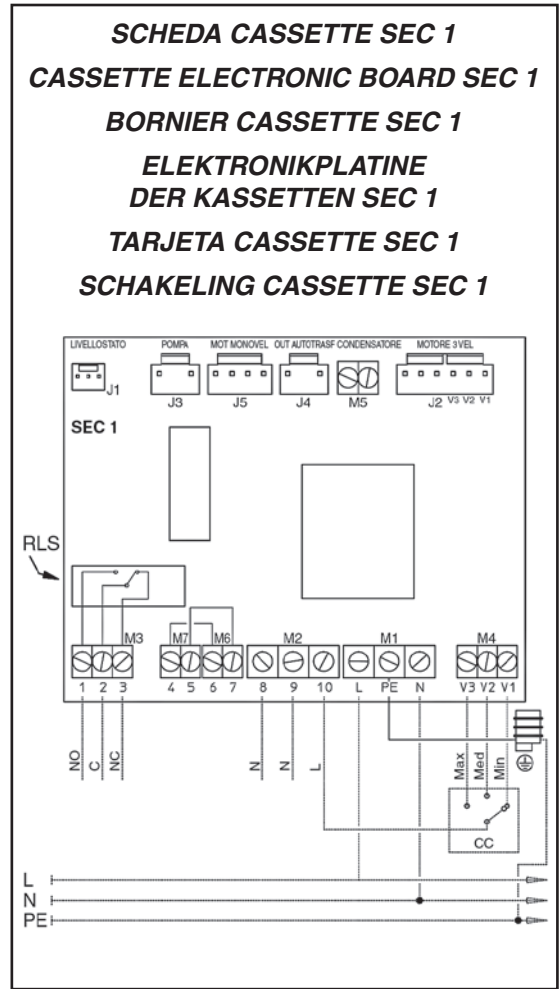 SCHEDA CASSETTE SEC 1
CASSETTE ELECTRONIC BOARD SEC 1
BORNIER CASSETTE SEC 1
ELEKTRONIKPLATINE
DER KASSETTEN SEC 1
TARJETA CASSETTE SEC 1
SCHAKELING CASSETTE SEC 1
LIVELLOSTATO POMPA MOT MONOVEL OUT AUTOTRASF CONDENSATORE MOTORE 3 VEL
J1 J3 J5 J4 M5 J2 V3 V2 V1
SEC 1
RLS
M3 M7 M6 M2 M1 M4
1 2 3 4 5 6 7 8 9 10 L PE N V3 V2 V1
NO C NC N N L Max Med Min
CC
L
N
PE